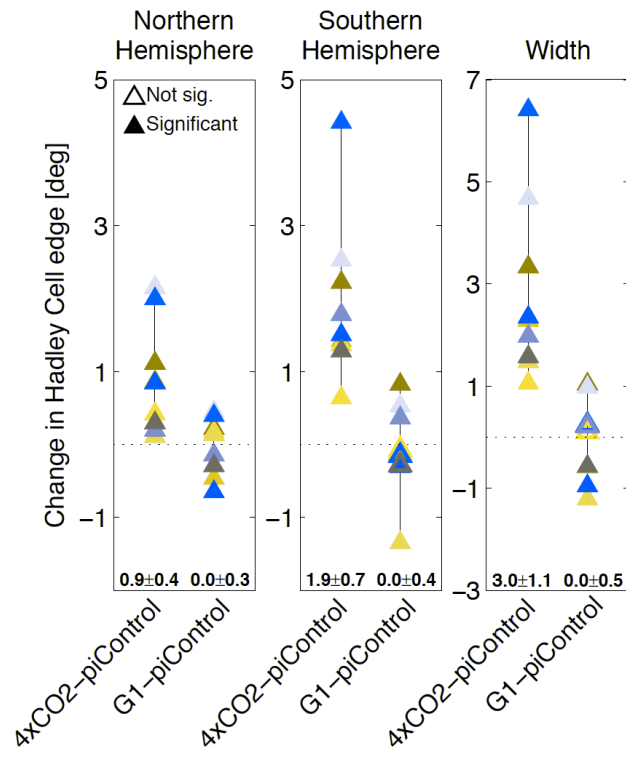 Northern
Hemisphere
Southern
Hemisphere
Width
Change in Hadley Cell edge [deg]
5
3
1
−1
Not sig.
Significant
0.9±0.4
0.0±0.3
4xCO2−piControl
G1−piControl
5
3
1
−1
1.9±0.7
0.0±0.4
4xCO2−piControl
G1−piControl
7
5
3
1
−1
−3
3.0±1.1
0.0±0.5
4xCO2−piControl
G1−piControl